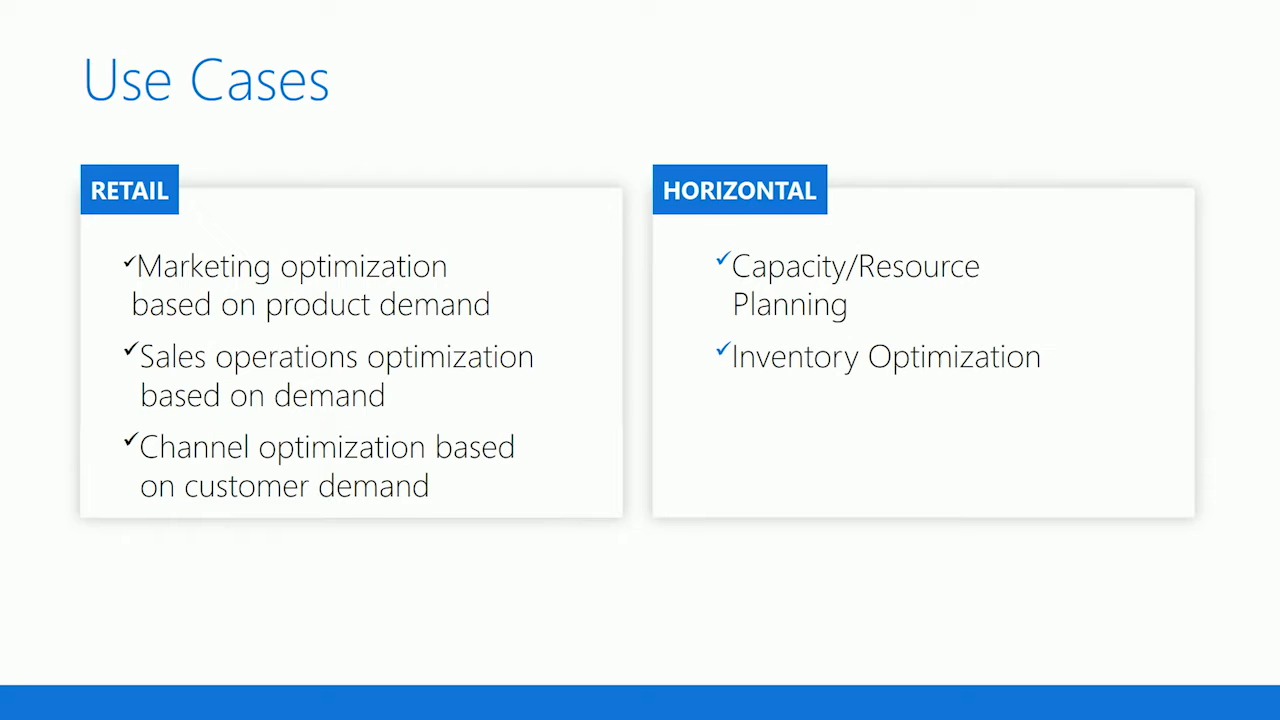 Use Cases
RETAIL
✓Marketing optimization
based on product demand
✓Sales operations optimization
based on demand
✓Channel optimization based
on customer demand
HORIZONTAL
✓Capacity/Resource
Planning
✓Inventory Optimization